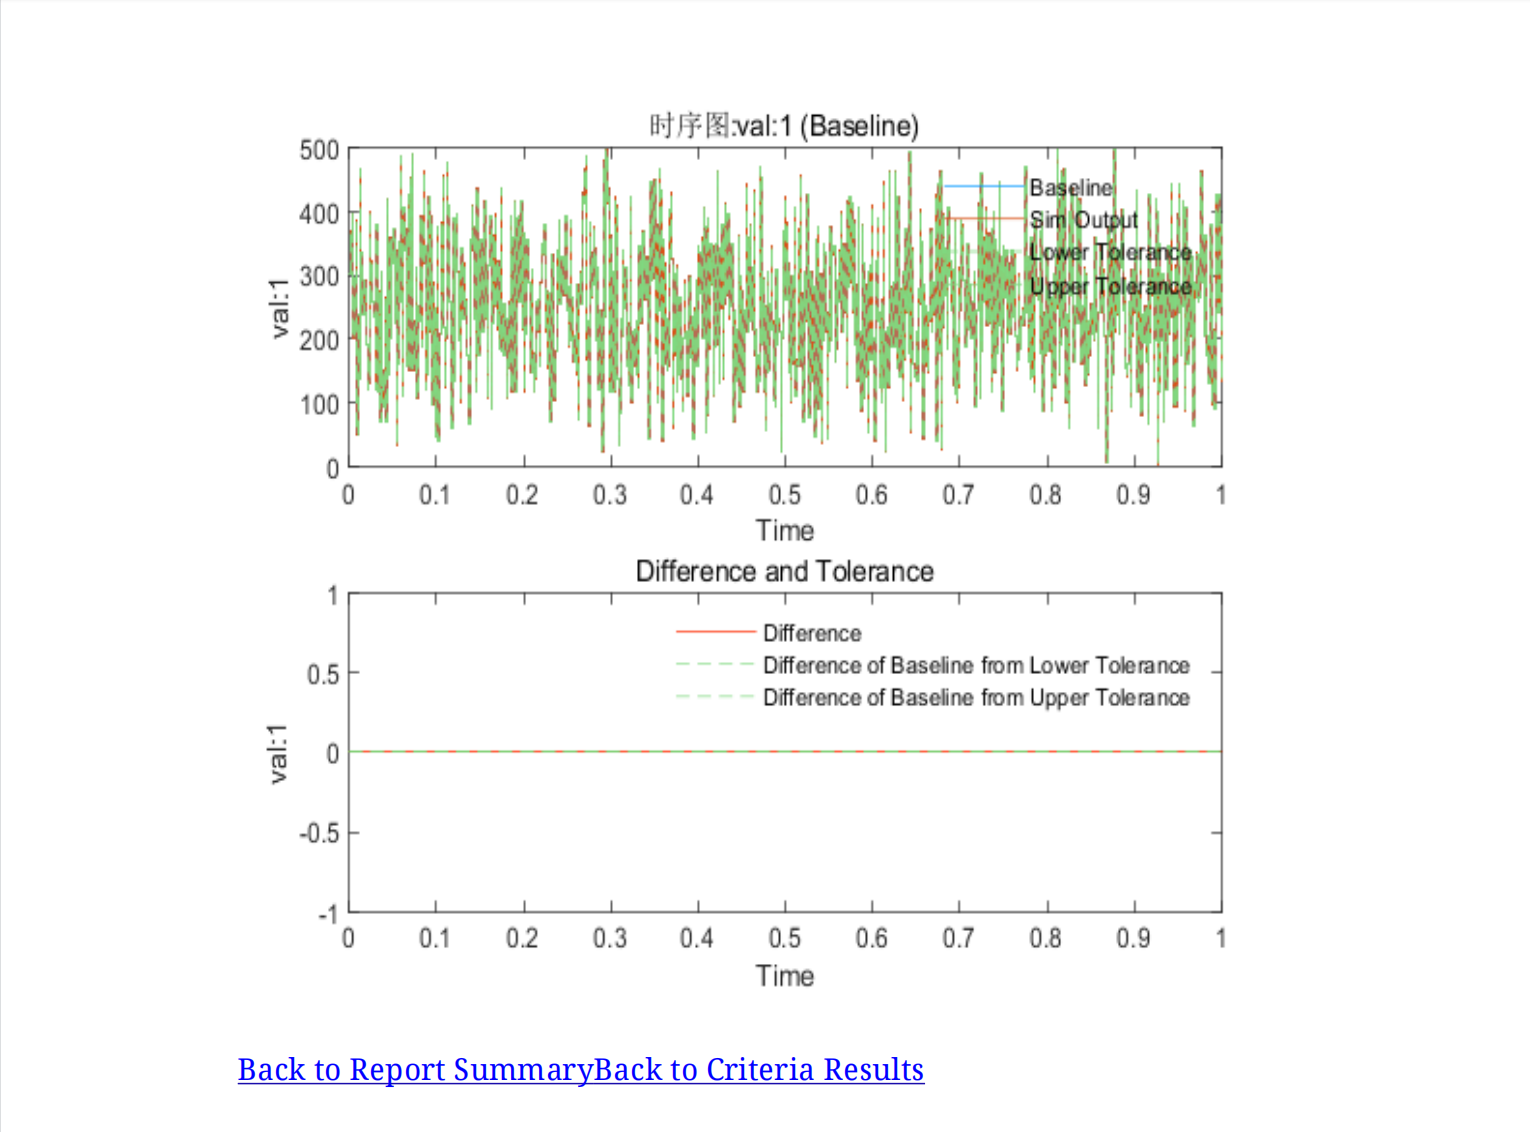 时序图:val:1 (Baseline)
500
400
300
200
100
0
val:1
Baseline
Sim Output
Lower Tolerance
Upper Tolerance
0 0.1 0.2 0.3 0.4 0.5 0.6 0.7 0.8 0.9 1
Time
Difference and Tolerance
1
0.5
0
-0.5
-1
val:1
Difference
Difference of Baseline from Lower Tolerance
Difference of Baseline from Upper Tolerance
0 0.1 0.2 0.3 0.4 0.5 0.6 0.7 0.8 0.9 1
Time
Back to Report SummaryBack to Criteria Results